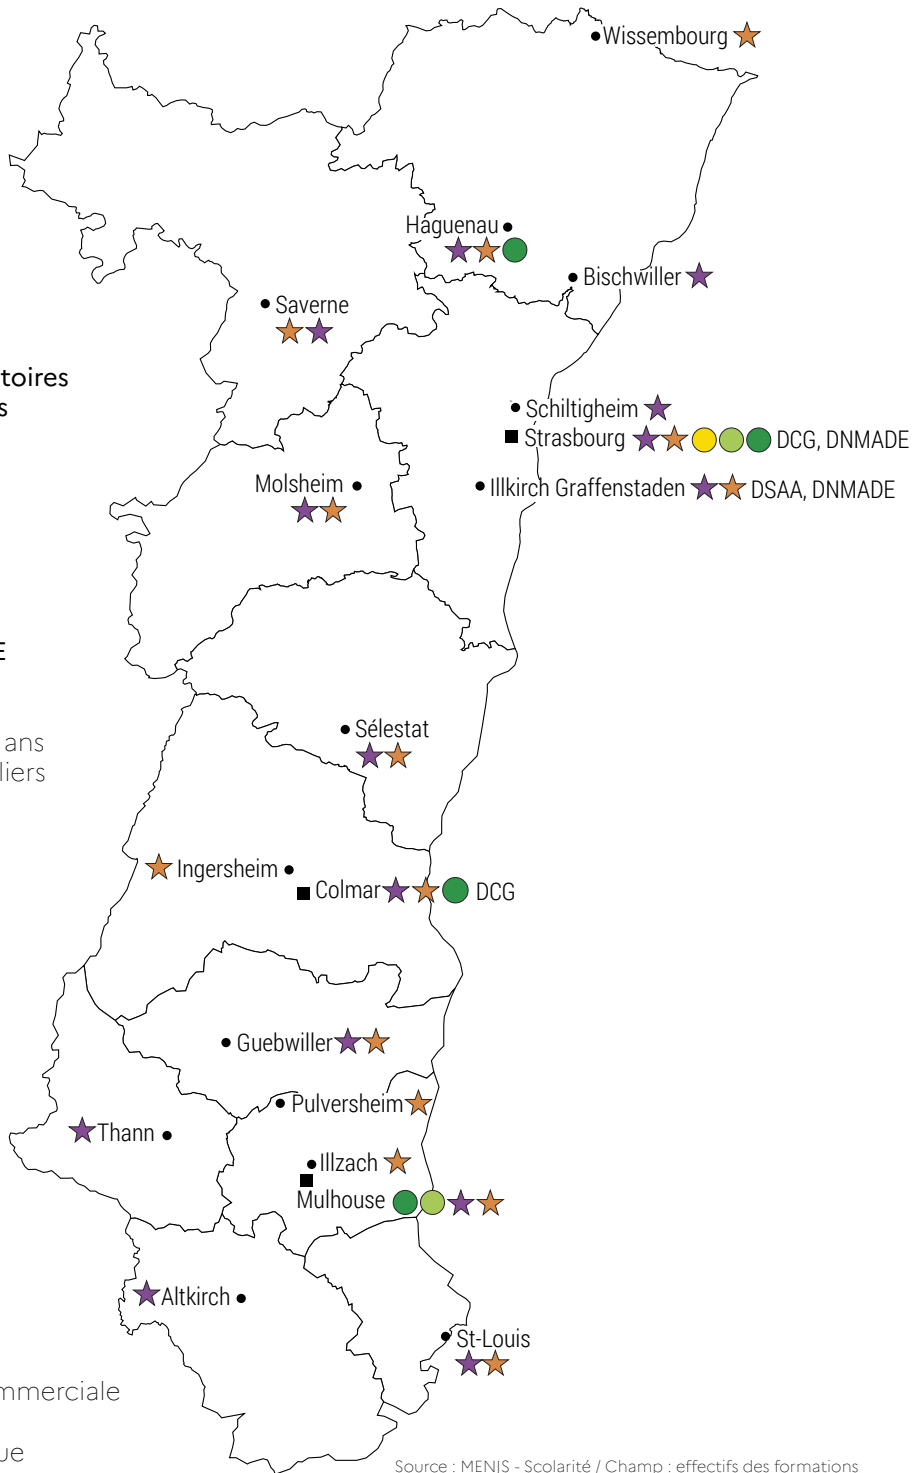 Wissembourg
Haguenau
Bischwiller
Saverne
toires
s
Schiltigheim
Strasbourg DCG, DNMADE
Molsheim
Illkirch Graffenstaden DSAA, DNMADE
E
Sélestat
ans
liers
Ingersheim
Colmar DCG
Guebwiller
Pulversheim
Thann
Illzach
Mulhouse
Altkirch
St-Louis
nmerciale
ue
Source : MENJS - Scolarité / Champ : effectifs des formations